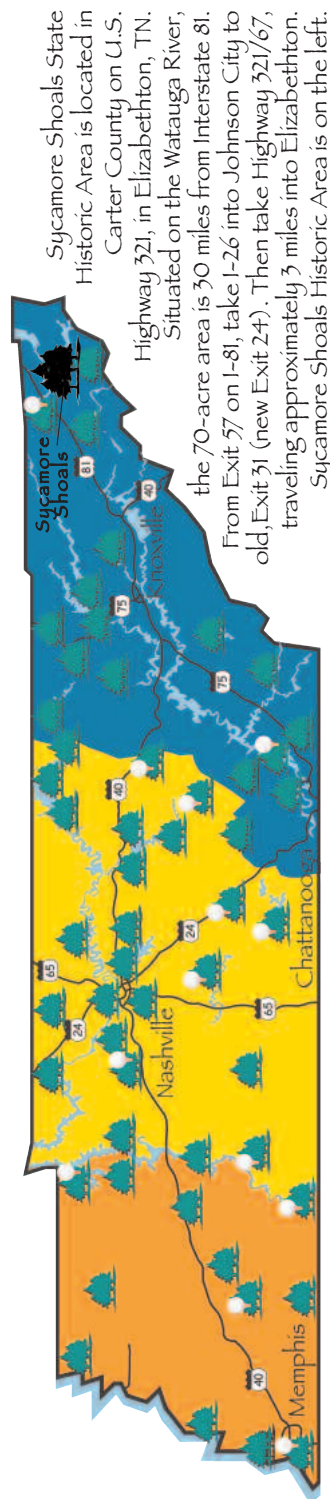 Sycamore Shoals State
Historic Area is located in
Carter County on U.S.
Highway 321, in Elizabethton, TN.
Situated on the Watauga River,
the 70-acre area is 30 miles from Interstate 81.
From Exit 57 on I-81, take I-26 into Johnson City to
old, Exit 31 (new Exit 24). Then take Highway 321/67,
traveling approximately 3 miles into Elizabethton.
Sycamore Shoals Historic Area is on the left.
Sycamore
Shoals
81
40
Knoxville
75
75
40
65
24
24
Nashville
65
Chattanooga
40
Memphis